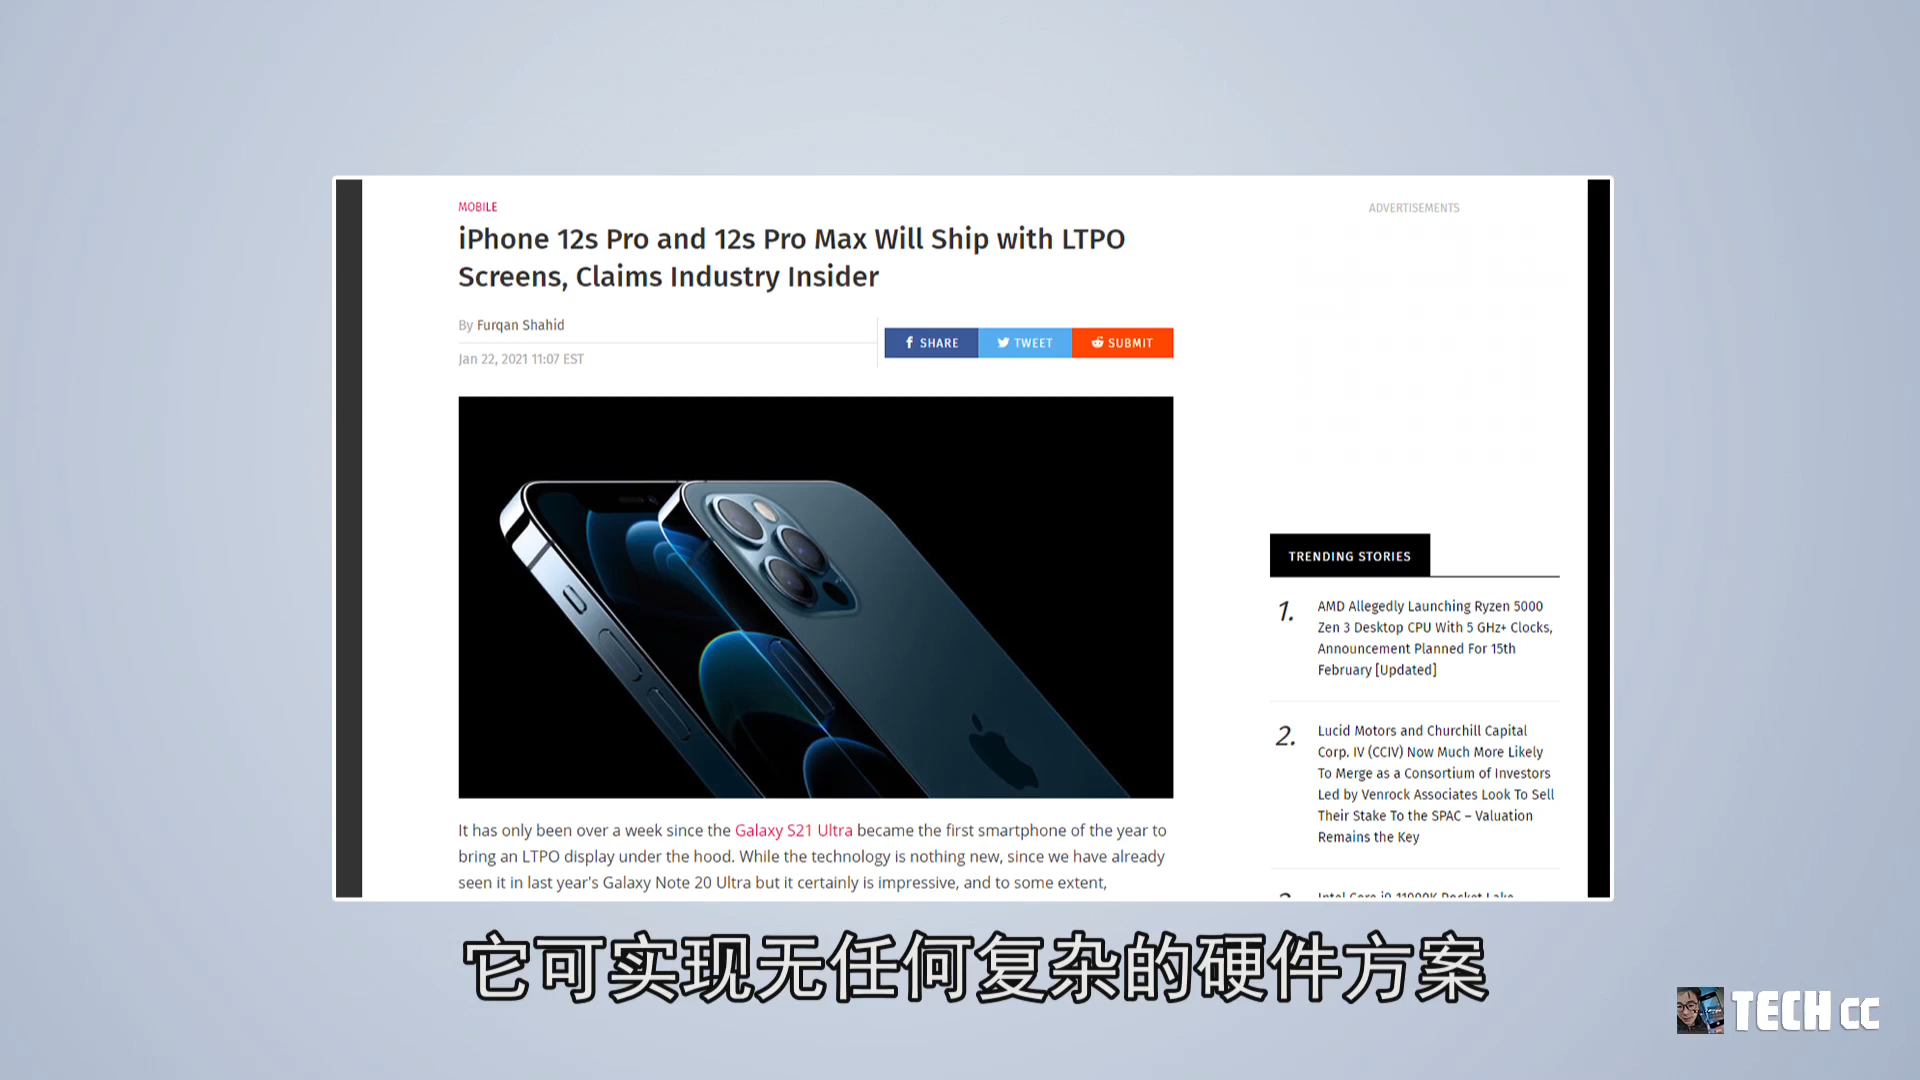 MOBILE
iPhone 12s Pro and 12s Pro Max Will Ship with LTPO
Screens, Claims Industry Insider
By Furqan Shahid
Jan 22, 2021 11:07 EST
SHARE
TWEET
SUBMIT
It has only been over a week since the Galaxy S21 Ultra became the first smartphone of the year to
bring an LTPO display under the hood. While the technology is nothing new, since we have already
seen it in last year's Galaxy Note 20 Ultra but it certainly is impressive, and to some extent,
ADVERTISEMENTS
TRENDING STORIES
1. AMD Allegedly Launching Ryzen 5000
Zen 3 Desktop CPU With 5 GHz+ Clocks,
Announcement Planned For 15th
February [Updated]
2. Lucid Motors and Churchill Capital
Corp. IV (CCIV) Now Much More Likely
To Merge as a Consortium of Investors
Led by Venrock Associates Look To Sell
Their Stake To the SPAC – Valuation
Remains the Key
Intel Core i9-11900K Rocket Lake
它可实现无任何复杂的硬件方案
TECH CC